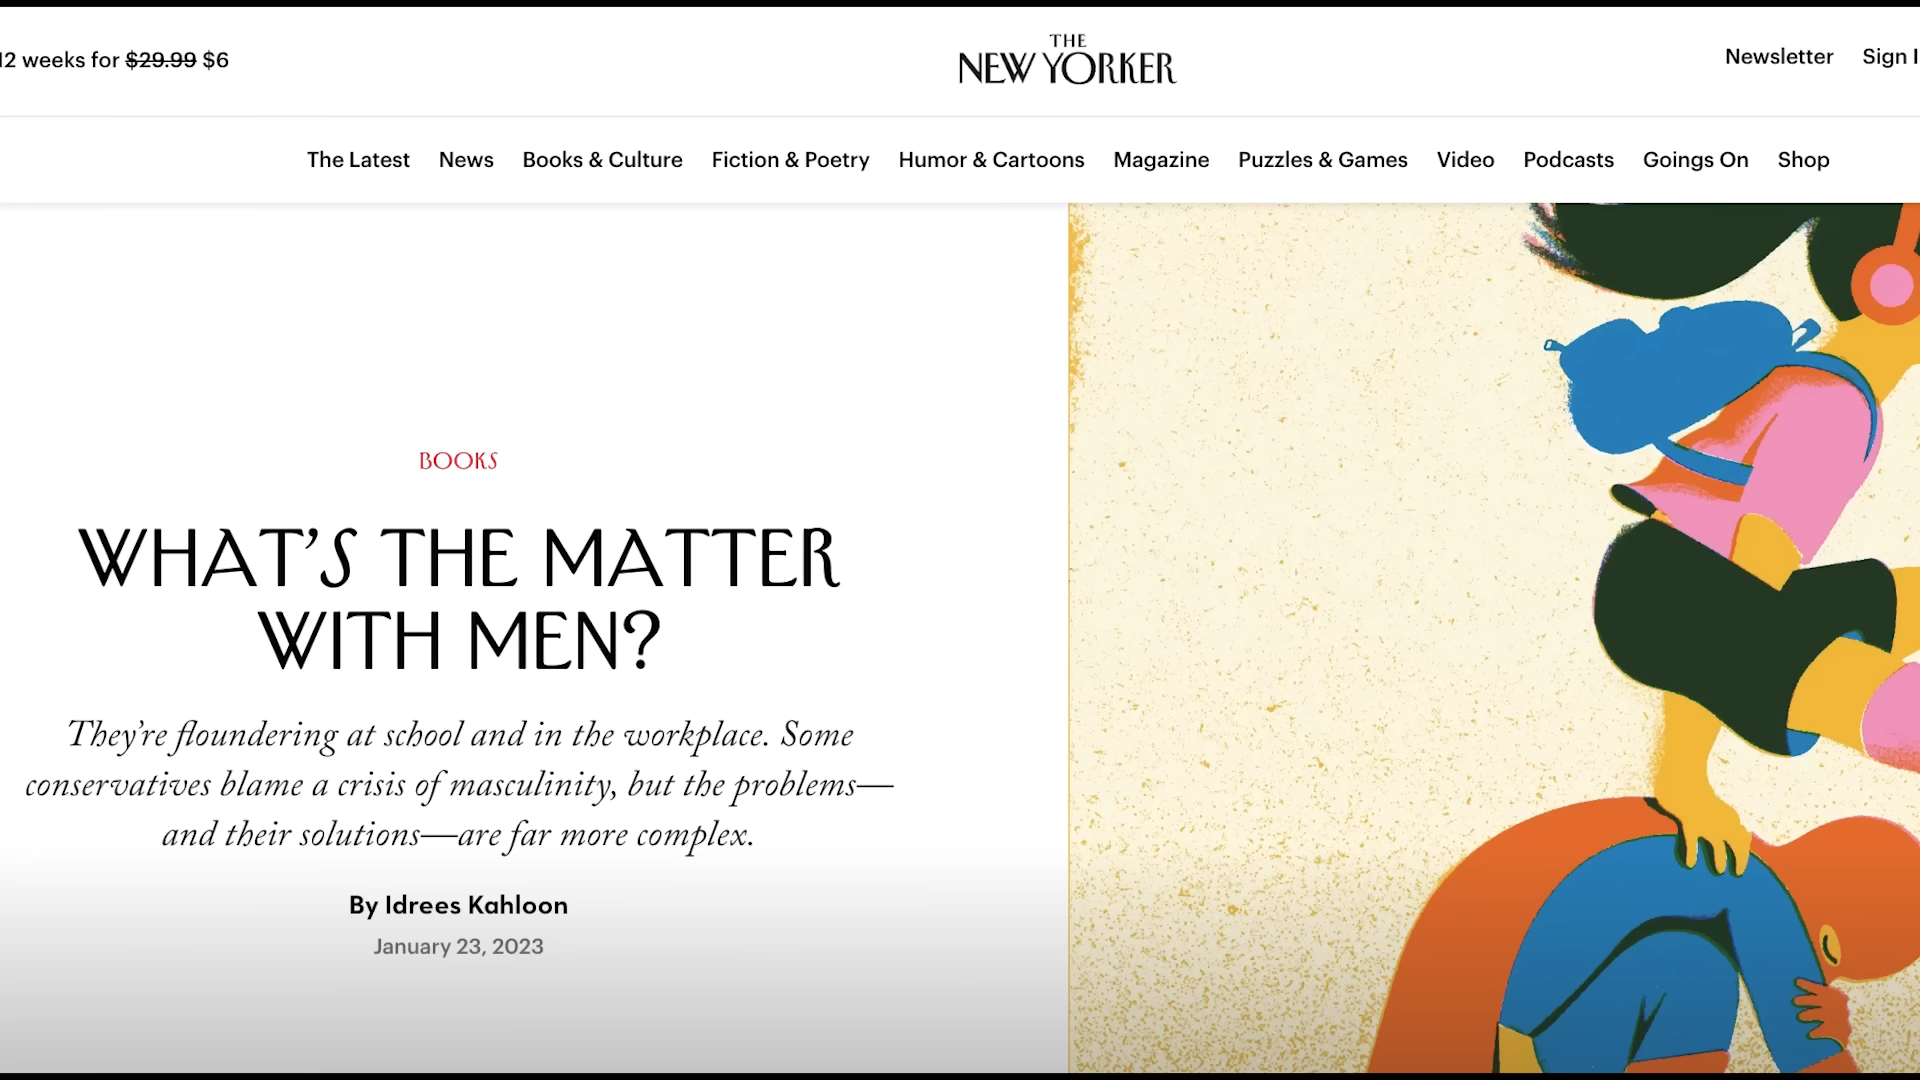 12 weeks for $29.99 $6
THE
NEW YORKER
Newsletter Sign I
The Latest News Books & Culture Fiction & Poetry Humor & Cartoons Magazine Puzzles & Games Video Podcasts Goings On Shop
BOOKS
WHAT'S THE MATTER
WITH MEN?
They're floundering at school and in the workplace. Some
conservatives blame a crisis of masculinity, but the problems—
and their solutions—are far more complex.
By Idrees Kahloon
January 23, 2023